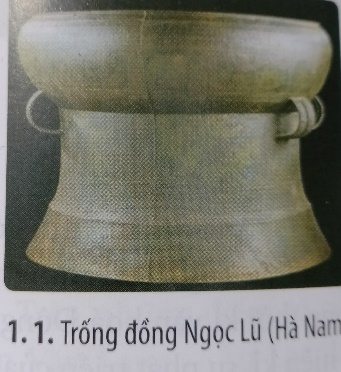 1.1. Trống đồng Ngọc Lũ (Hà Nam